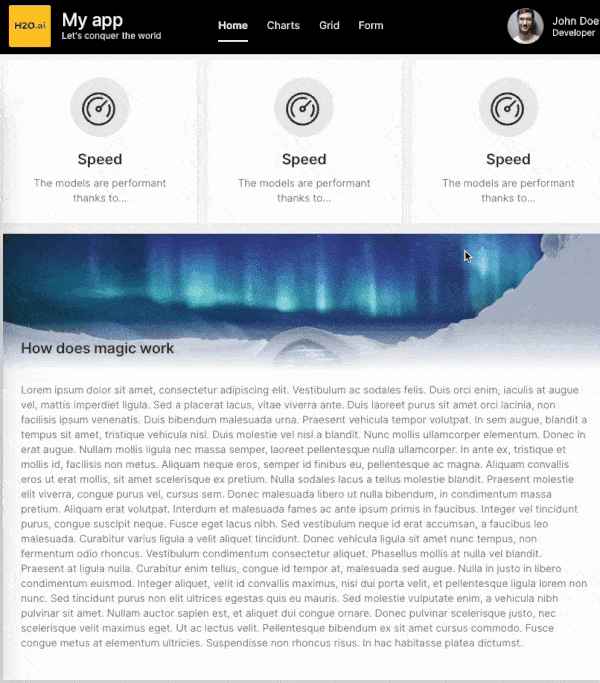 H2O.ai
My app
Let's conquer the world
Home Charts Grid Form
John Doe
Developer
Speed
The models are performant
thanks to...
Speed
The models are performant
thanks to...
Speed
The models are performant
thanks to...
How does magic work
Lorem ipsum dolor sit amet, consectetur adipiscing elit. Vestibulum ac sodales felis. Duis orci enim, iaculis at augue
vel, mattis imperdiet ligula. Sed a placerat lacus, vitae viverra ante. Duis laoreet purus sit amet orci lacinia, non
facilisis ipsum venenatis. Duis bibendum malesuada urna. Praesent vehicula tempor volutpat. In sem augue, blandit a
tempus sit amet, tristique vehicula nisl. Duis molestie vel nisl a blandit. Nunc mollis ullamcorper elementum. Donec in
erat augue. Nullam mollis ligula nec massa semper, laoreet pellentesque nulla ullamcorper. In ante ex, tristique et
mollis id, facilisis non metus. Aliquam neque eros, semper id finibus eu, pellentesque ac magna. Aliquam convallis
eros ut erat mollis, sit amet scelerisque ex pretium. Nulla sodales lacus a tellus molestie blandit. Praesent molestie
elit viverra, congue purus vel, cursus sem. Donec malesuada libero ut nulla bibendum, in condimentum massa
pretium. Aliquam erat volutpat. Interdum et malesuada fames ac ante ipsum primis in faucibus. Integer vel tincidunt
purus, congue suscipit neque. Fusce eget lacus nibh. Sed vestibulum neque id erat accumsan, a faucibus leo
malesuada. Curabitur varius ligula a velit aliquet tincidunt. Donec vehicula ligula sit amet nunc tempus, non
fermentum odio rhoncus. Vestibulum condimentum consectetur aliquet. Phasellus mollis at nulla vel blandit.
Praesent at ligula nulla. Curabitur enim tellus, congue id tempor at, malesuada sed augue. Nulla in justo in libero
condimentum euismod. Integer aliquet, velit id convallis maximus, nisl dui porta velit, et pellentesque ligula lorem non
nunc. Sed tincidunt purus non elit ultrices egestas quis eu mauris. Sed molestie vulputate enim, a vehicula nibh
pulvinar sit amet. Nullam auctor sapien est, et aliquet dui congue ornare. Donec pulvinar scelerisque justo, nec
scelerisque velit maximus eget. Ut ac lectus velit. Pellentesque bibendum ex sit amet cursus commodo. Fusce
congue metus at elementum ultricies. Suspendisse non rhoncus risus. In hac habitasse platea dictumst.